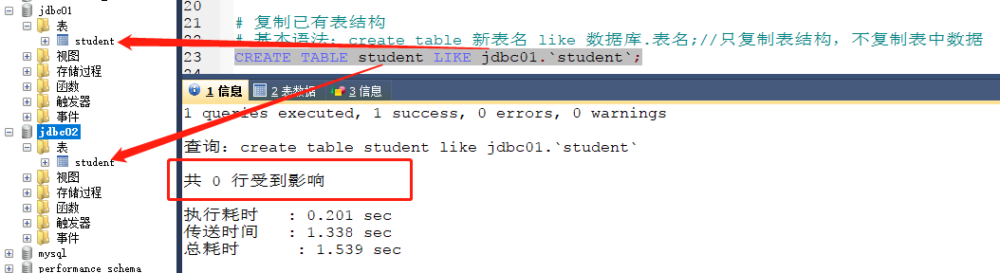 jdbc01
表
student
视图
存储过程
函数
触发器
事件
jdbc02
表
student
视图
存储过程
函数
触发器
事件
mysql
performance_schema
20
21 # 复制已有表结构
# 基本语法：create table 新表名 like 数据库.表名;//只复制表结构，不复制表中数据
23 CREATE TABLE student LIKE jdbc01.`student`;
1 信息 2 表数据 3 信息
1 queries executed, 1 success, 0 errors, 0 warnings
查询：create table student like jdbc01.`student`
共 0 行受到影响
执行耗时 : 0.201 sec
传送时间 : 1.338 sec
总耗时 : 1.539 sec